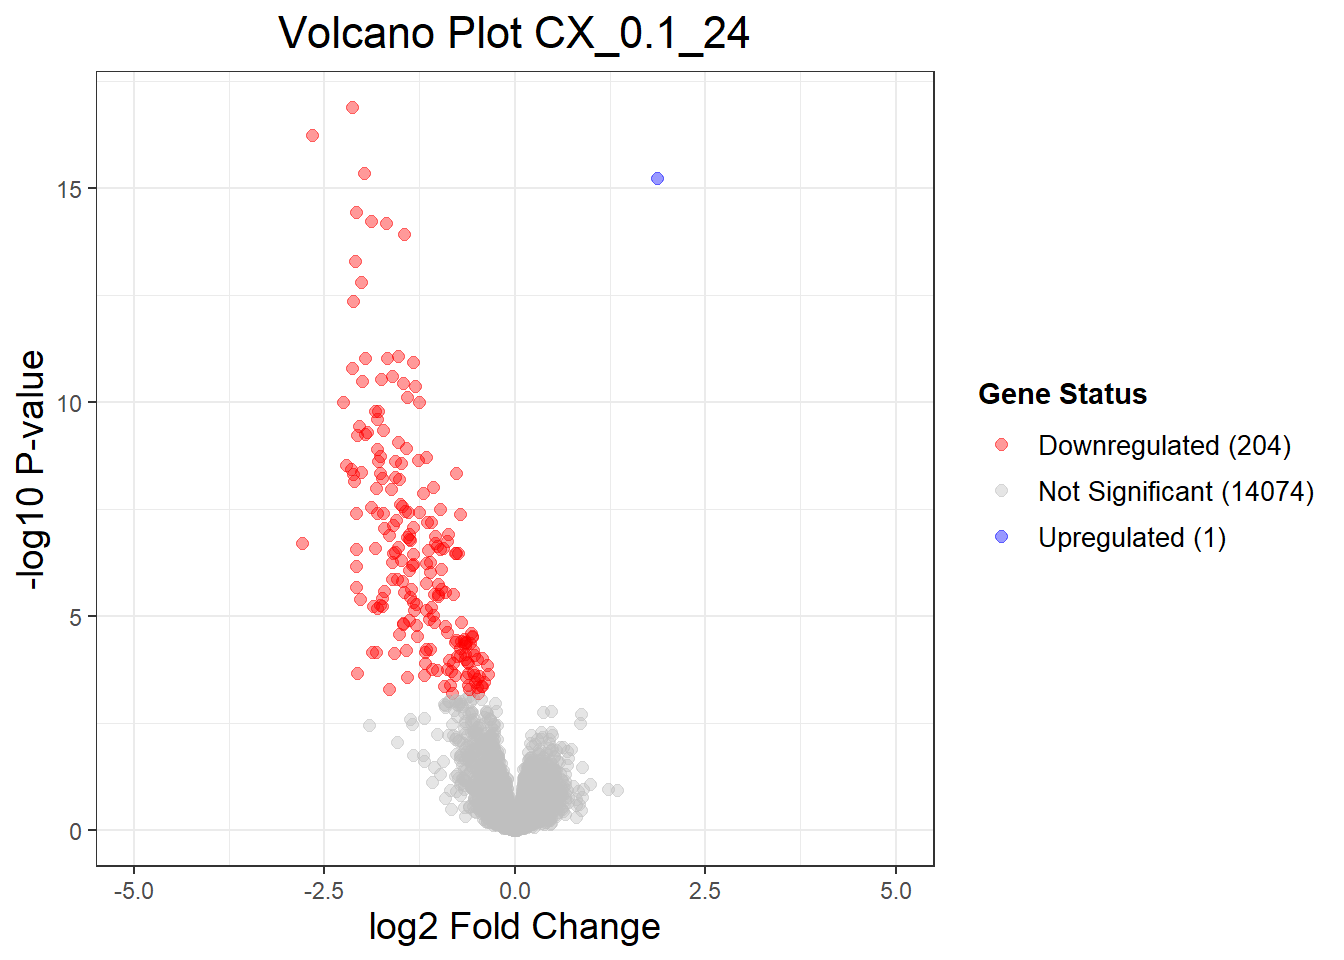 Volcano Plot CX_0.1_24
-log10 P-value
15
10
5
0
-5.0
-2.5
0.0
2.5
5.0
log2 Fold Change
Gene Status
Downregulated (204)
Not Significant (14074)
Upregulated (1)